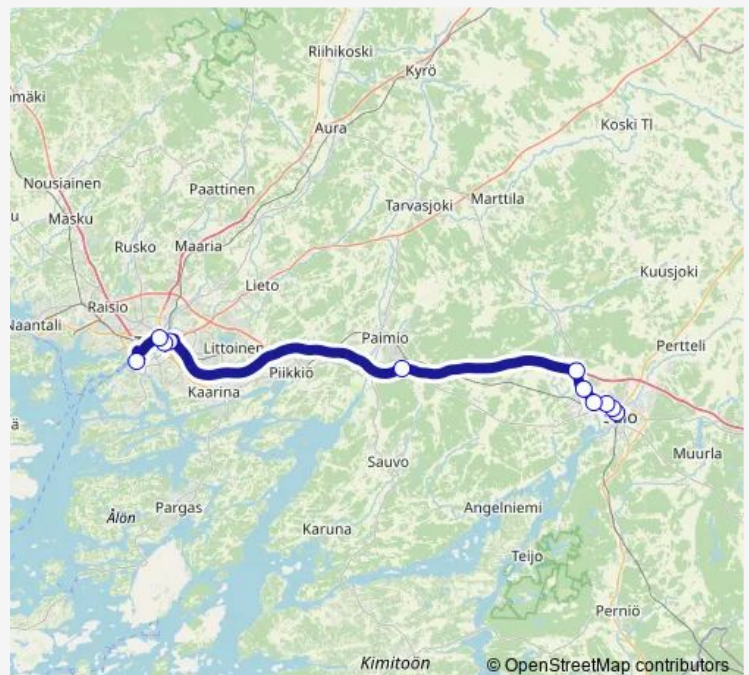 Riihikoski
Kyrö
mäki
Aura
Koski Tl
Nousiainen
Paattinen
Marttila
Masku
Tarvasjoki
Rusko
Maaria
Kuusjoki
Lieto
Raisio
Naantali
Pertteli
Paimio
Littoinen
Piikkiö
Kaarina
Muurla
Sauvo
Angelniemi
Pargas
Ålön
Karuna
Teijo
Perniö
Kimitoön
© OpenStreetMap contributors